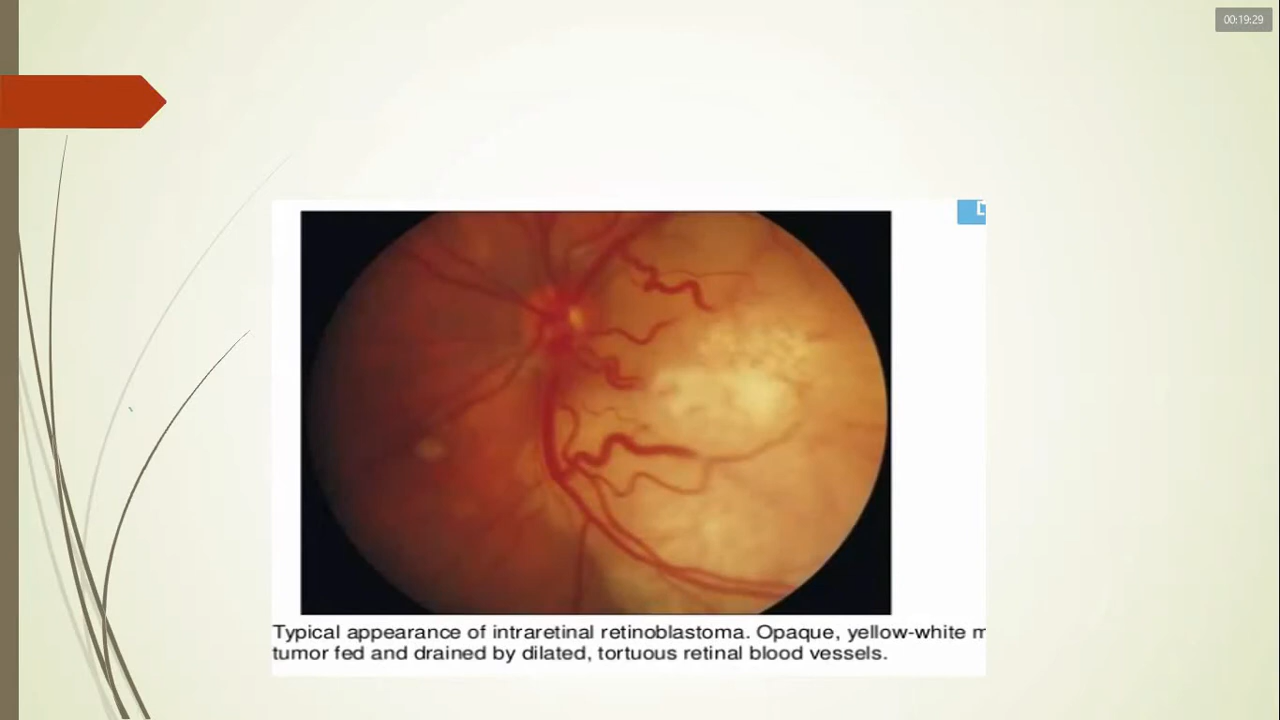 00:19:29
Typical appearance of intraretinal retinoblastoma. Opaque, yellow-white
tumor fed and drained by dilated, tortuous retinal blood vessels.